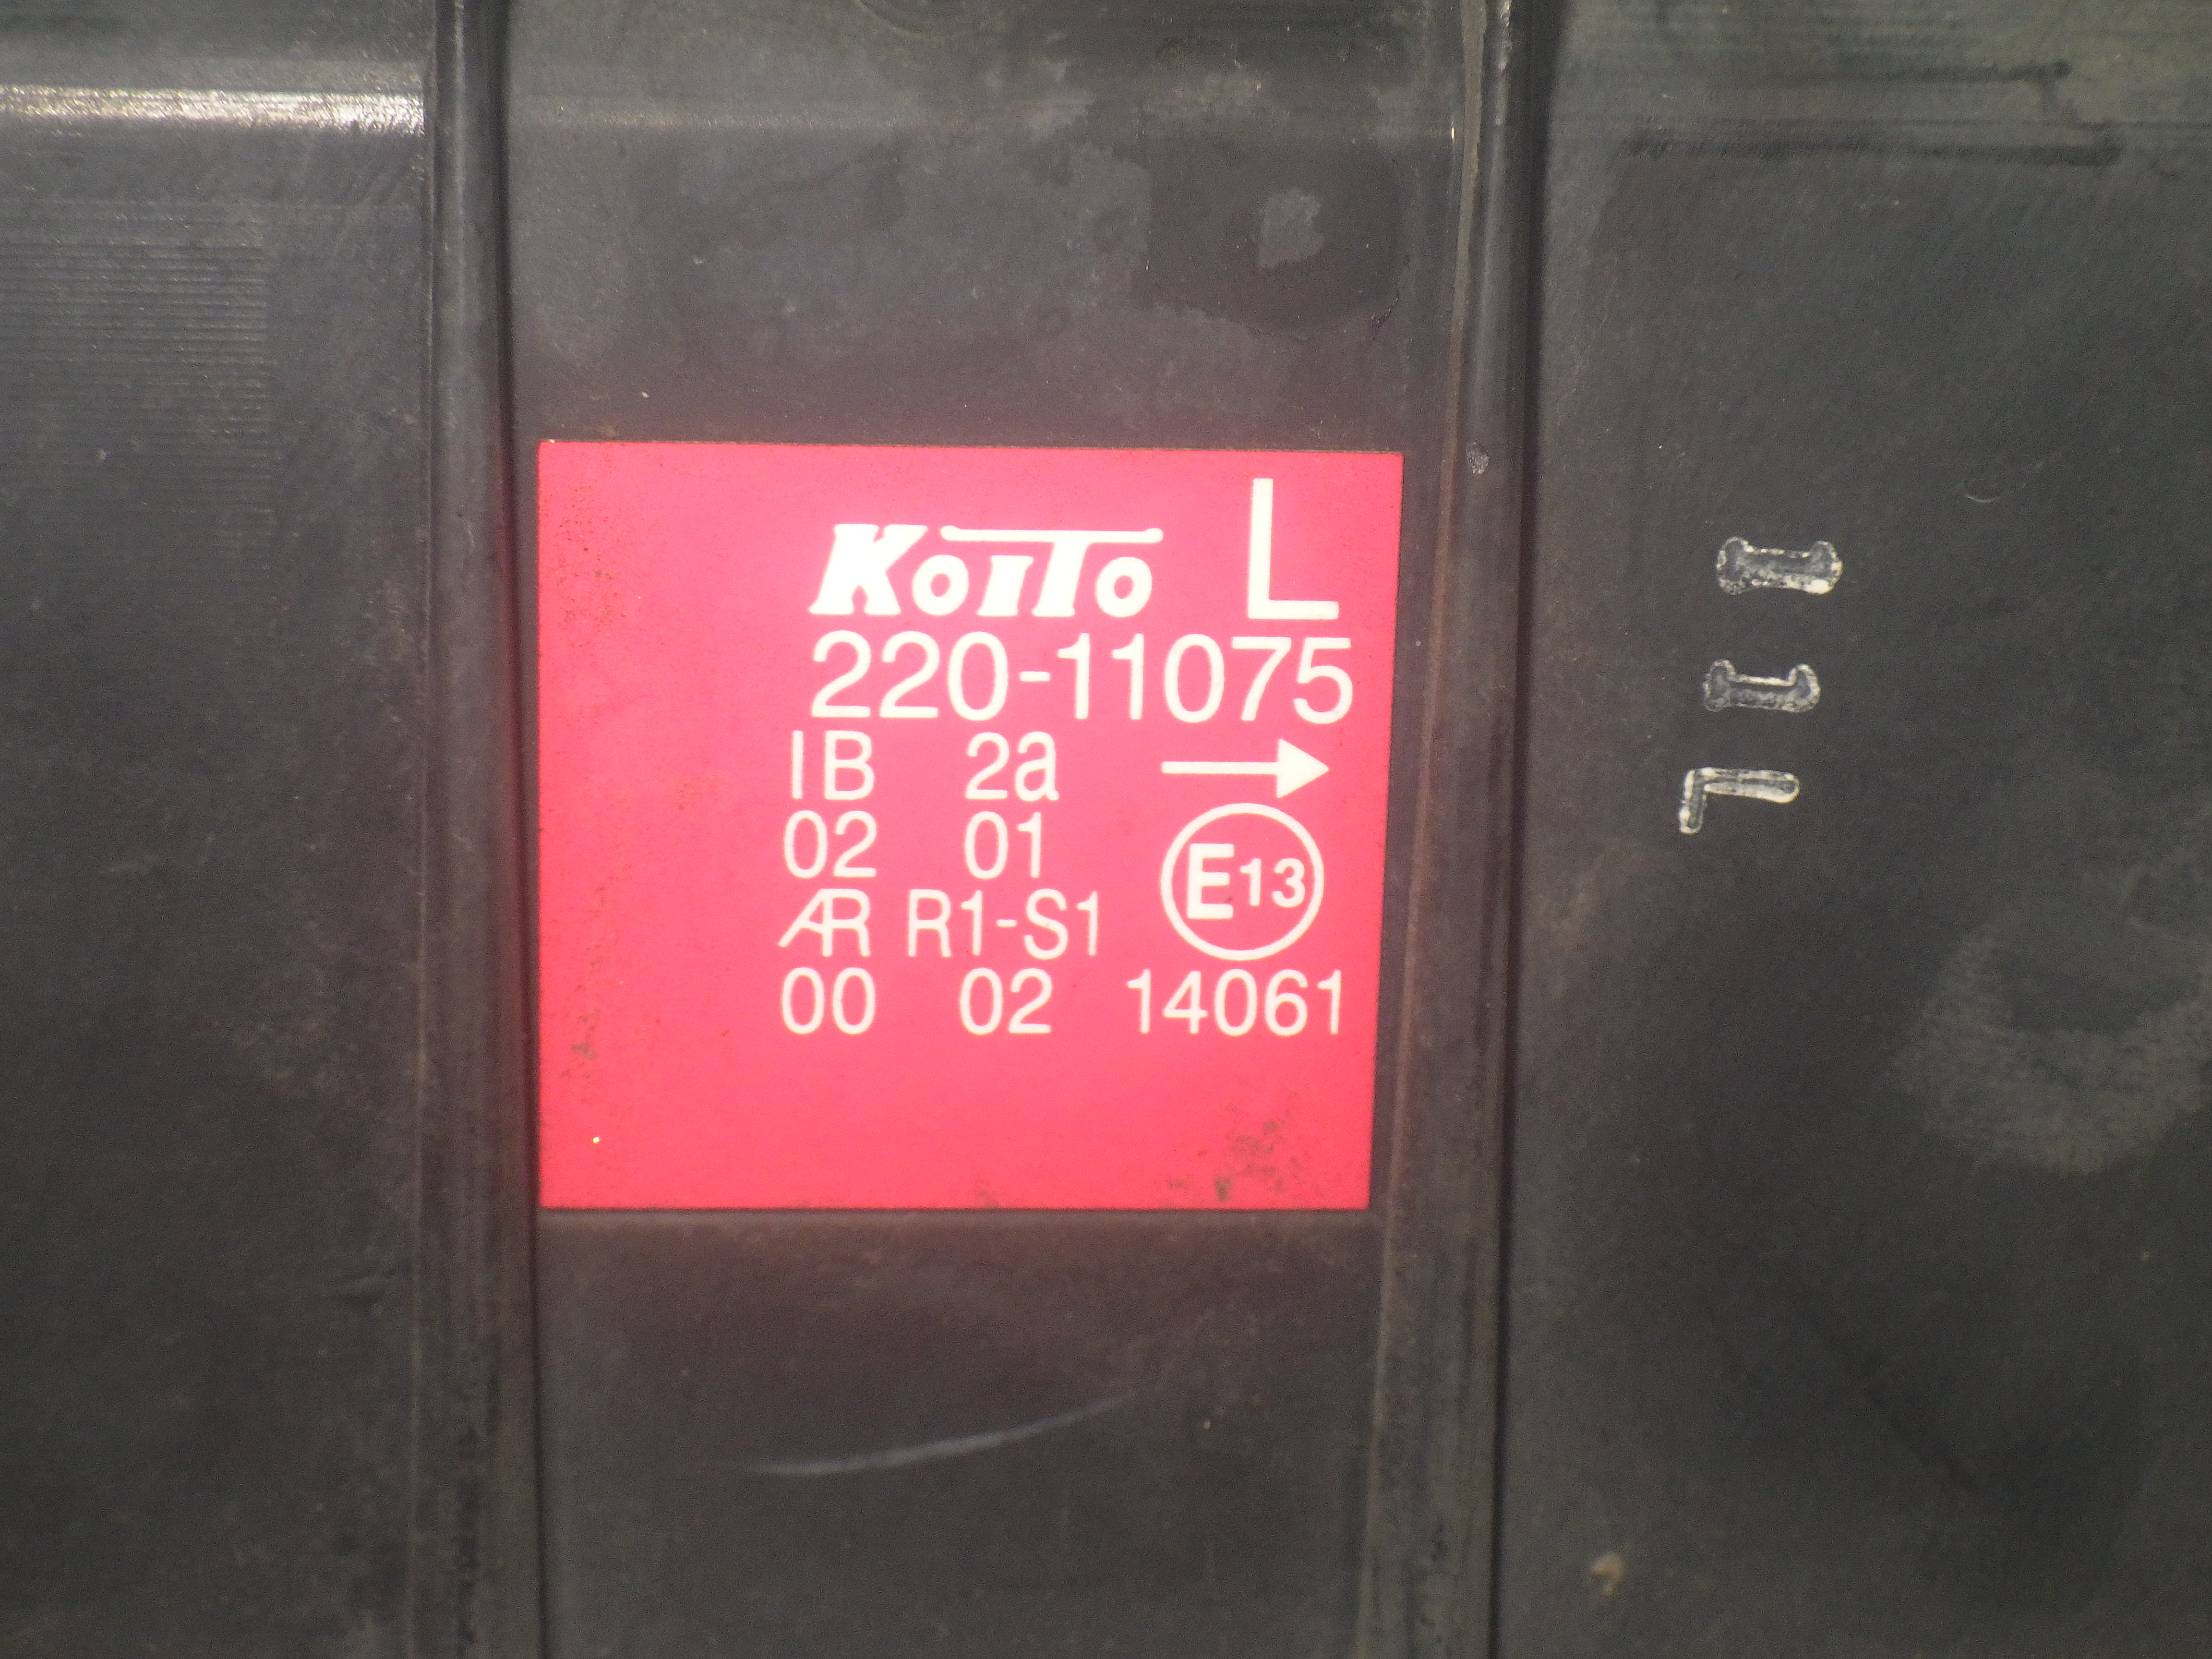 KOITO L
220-11075
IB 2a →
02 01
E13
AR R1-S1
00 02 14061